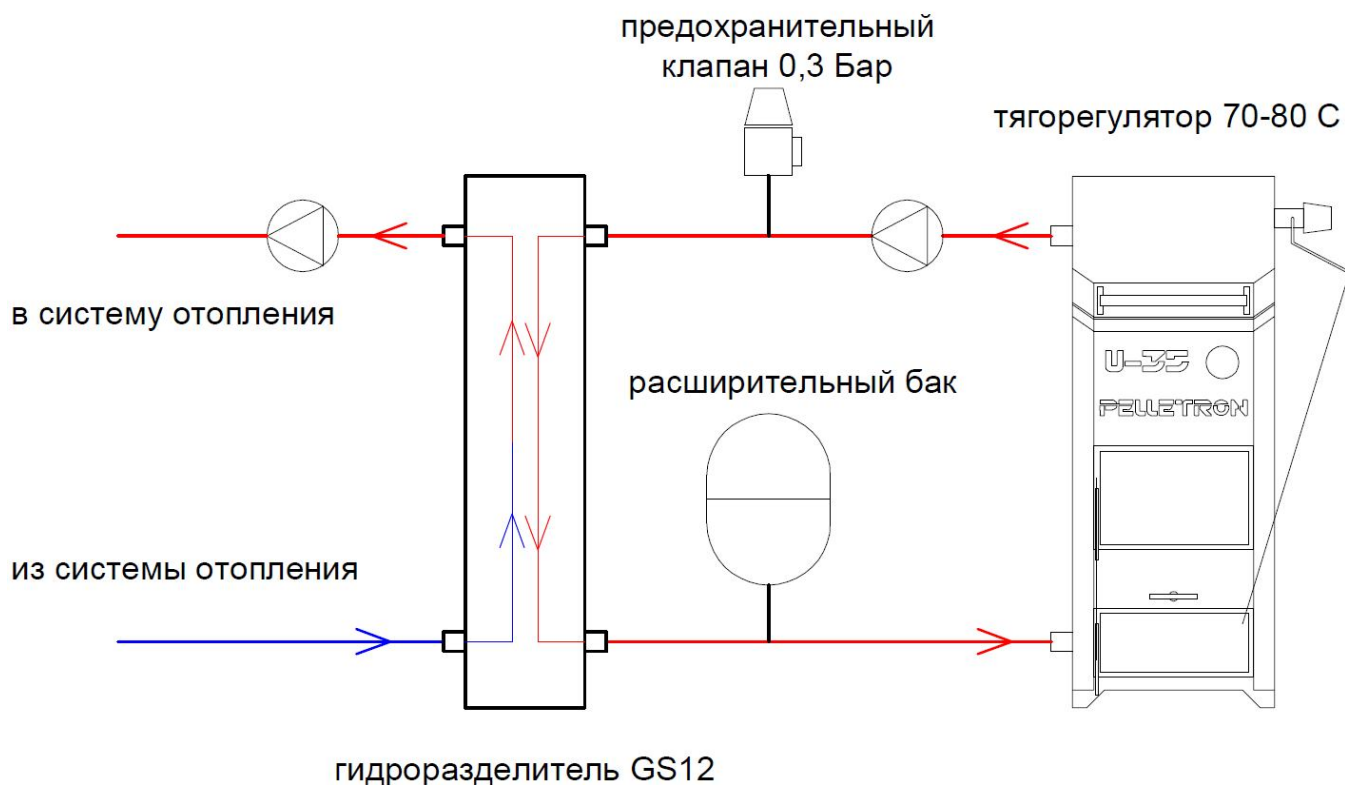 предохранительный
клапан 0,3 Бар
тягорегулятор 70-80 С
в систему отопления
U-35
PELLETRON
расширительный бак
из системы отопления
гидроразделитель GS12